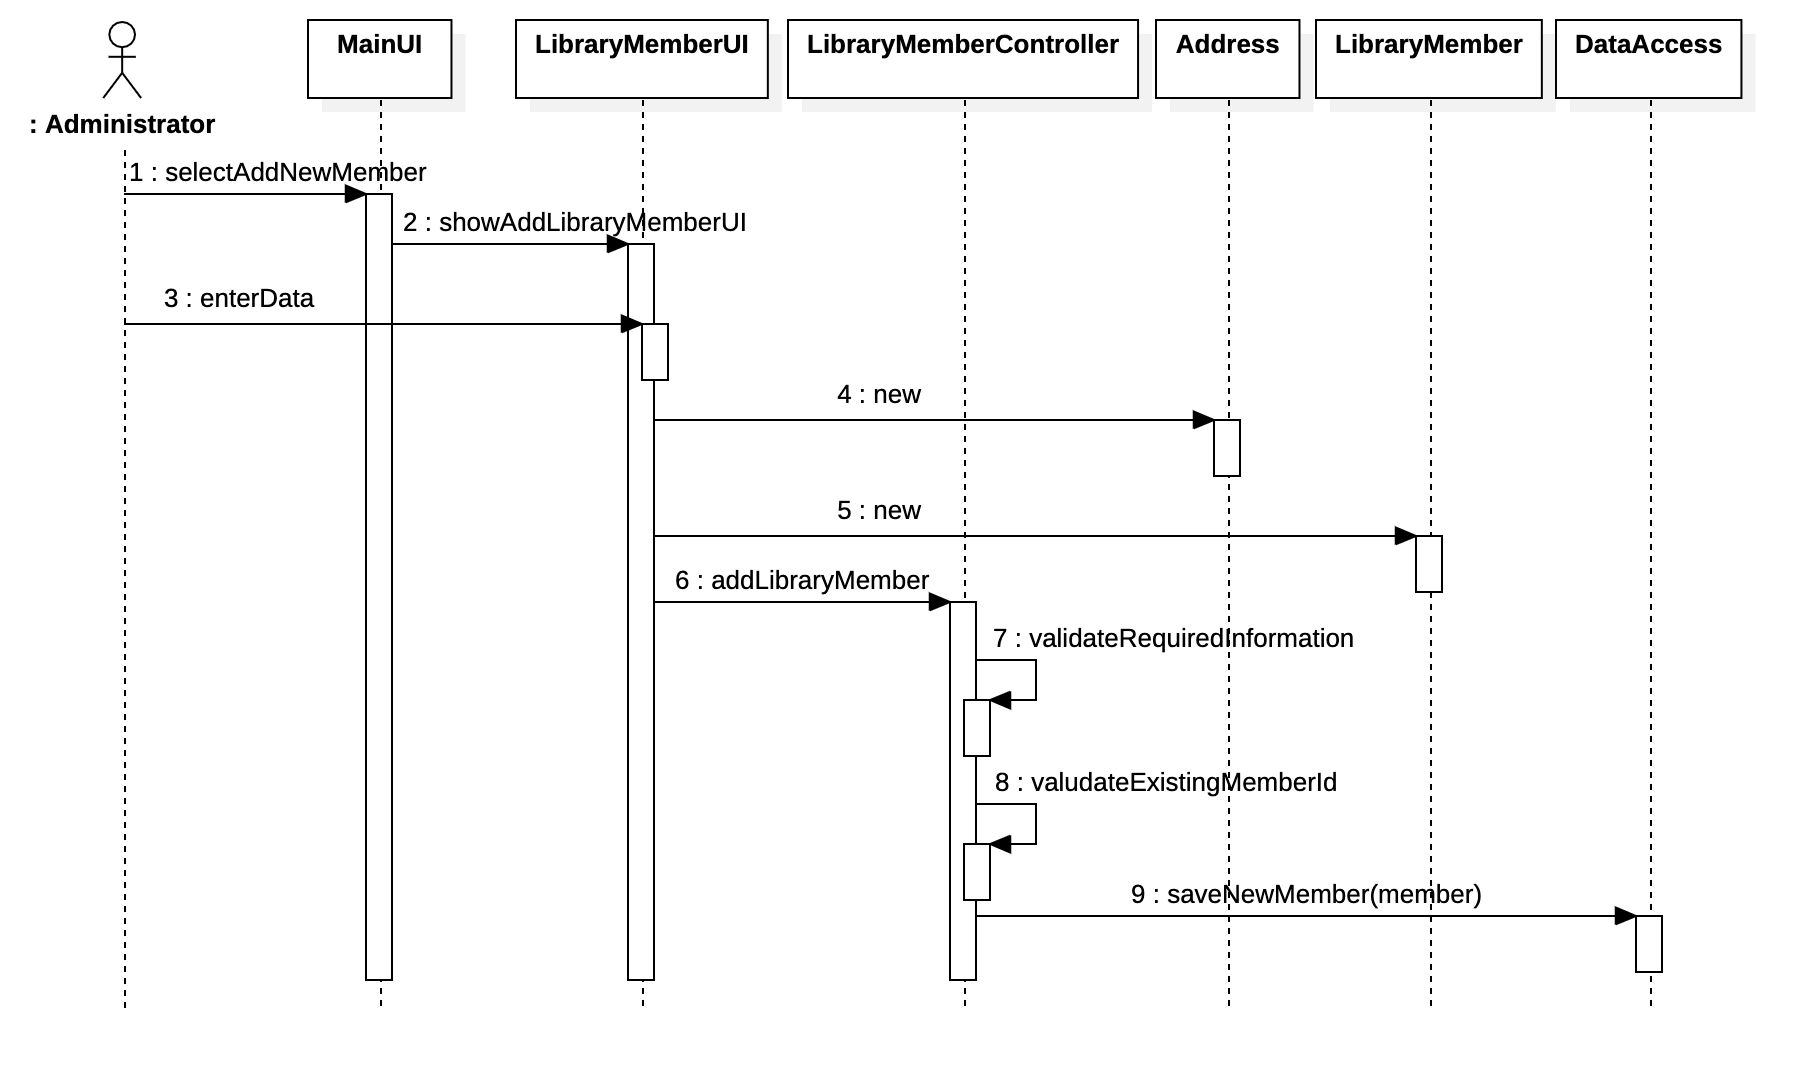 MainUI
LibraryMemberUI
LibraryMemberController
Address
LibraryMember
DataAccess
: Administrator
1 : selectAddNewMember
2 : showAddLibraryMemberUI
3 : enterData
4 : new
5 : new
6 : addLibraryMember
7 : validateRequiredInformation
8 : valudateExistingMemberId
9 : saveNewMember(member)